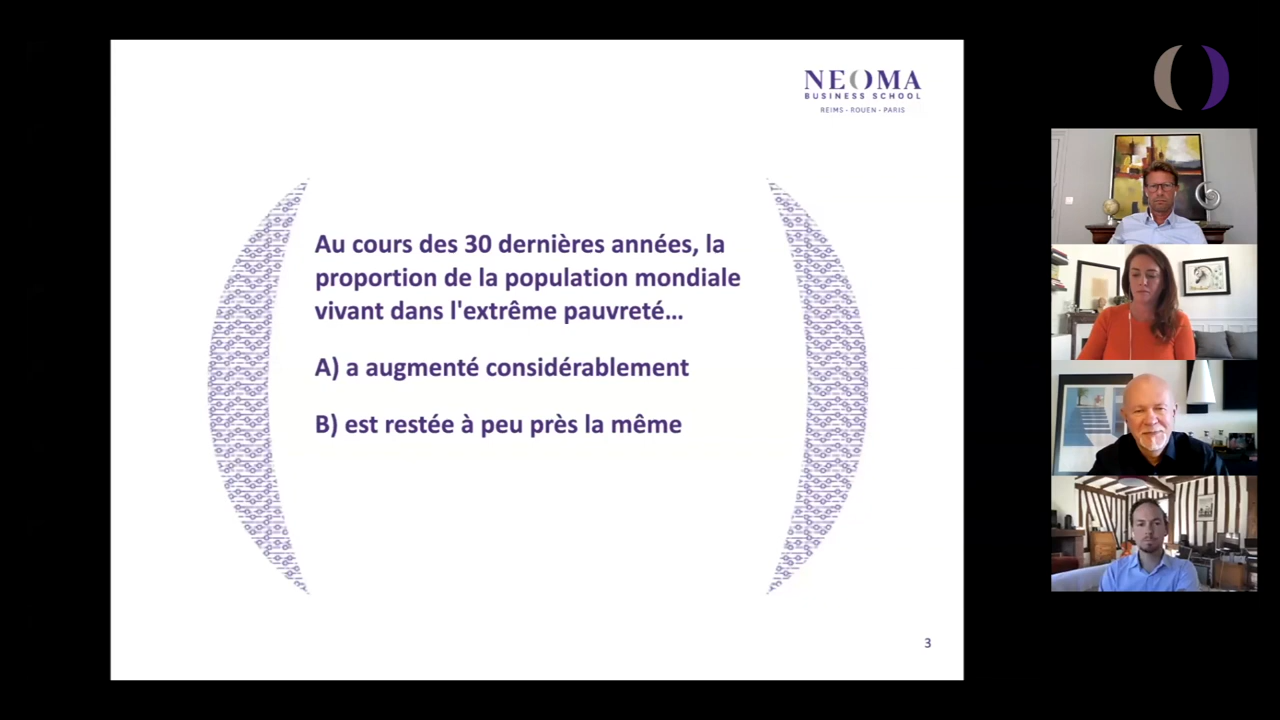 NEOMA
BUSINESS SCHOOL
REIMS - ROUEN - PARIS
Au cours des 30 dernières années, la
proportion de la population mondiale
vivant dans l'extrême pauvreté...
A) a augmenté considérablement
B) est restée à peu près la même
3